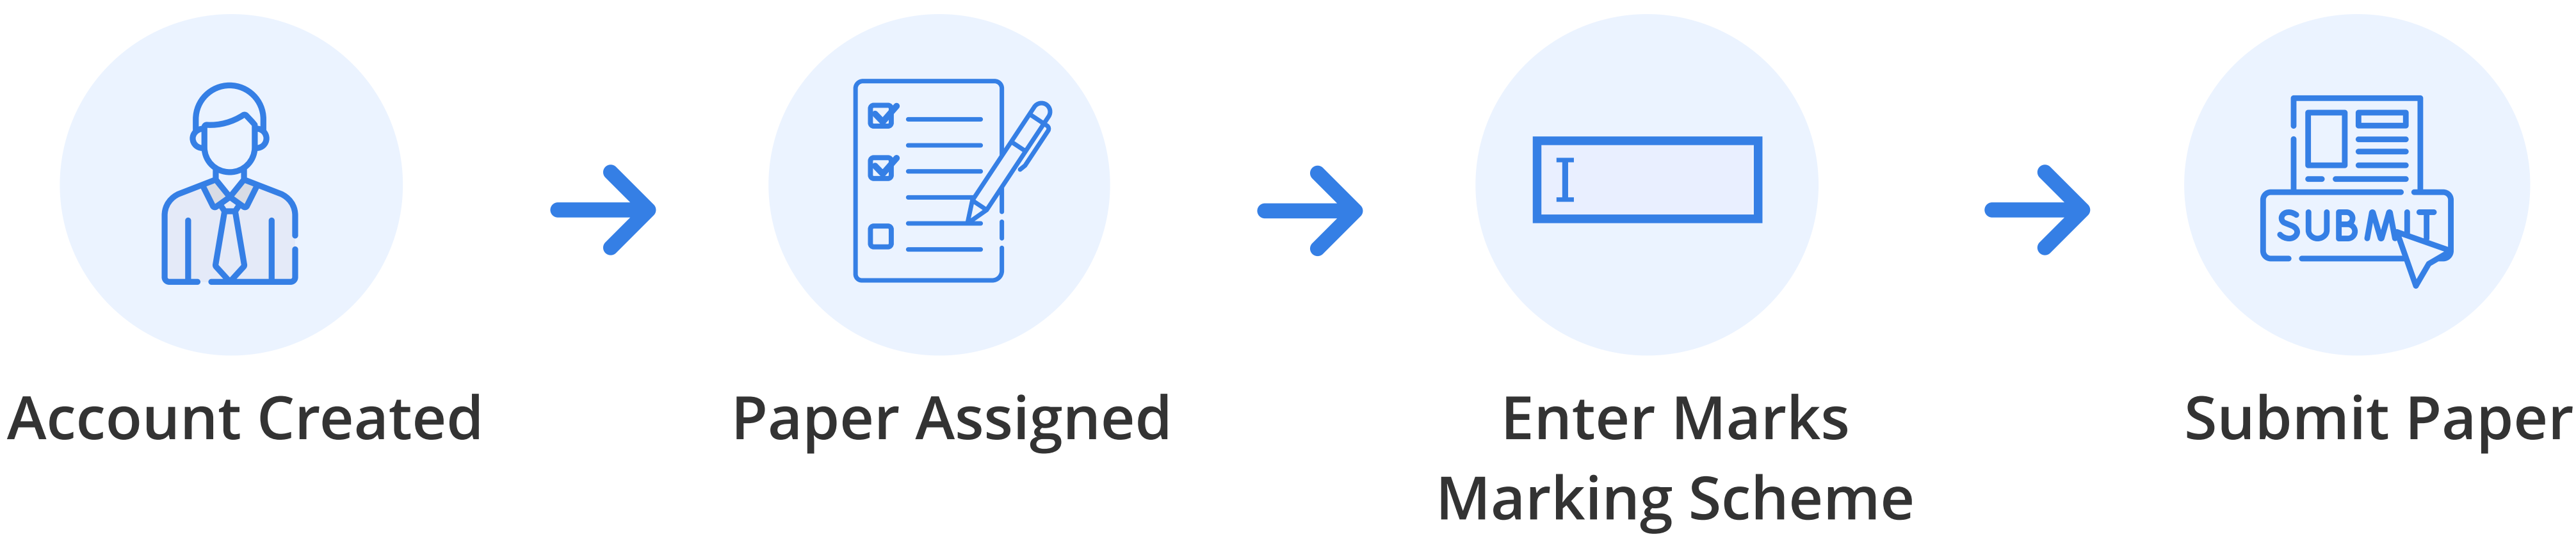 SUBMIT
Account Created
Paper Assigned
Enter Marks
Marking Scheme
Submit Paper